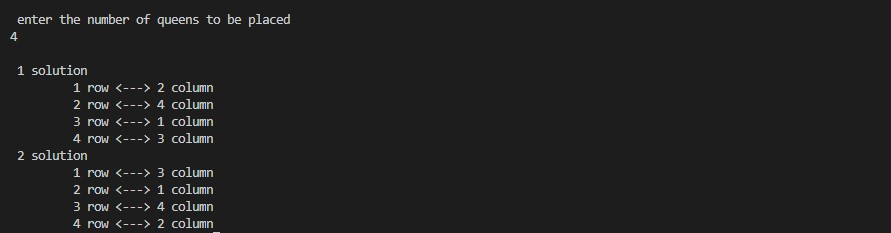 enter the number of queens to be placed
4
1 solution
1 row <---> 2 column
2 row <---> 4 column
3 row <---> 1 column
4 row <---> 3 column
2 solution
1 row <---> 3 column
2 row <---> 1 column
3 row <---> 4 column
4 row <---> 2 column